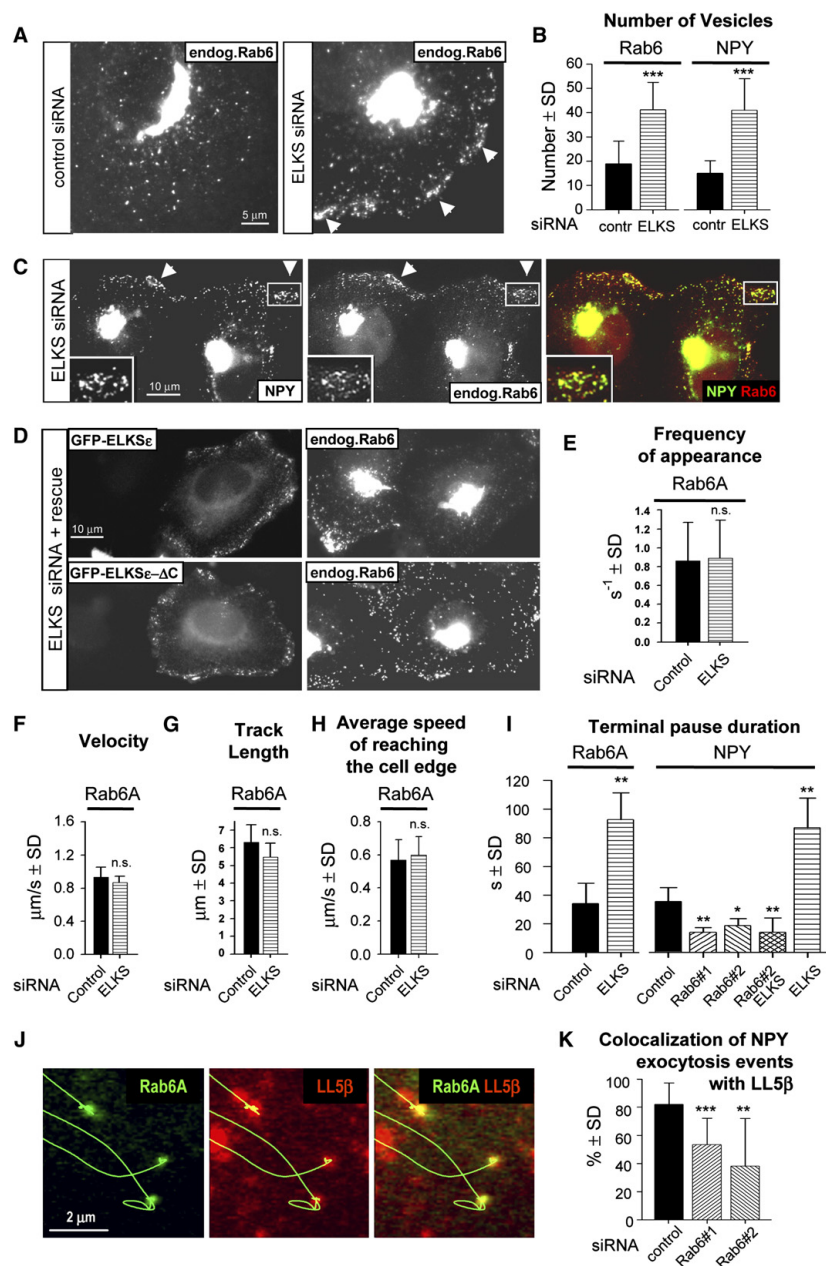 A
control siRNA
endog.Rab6
5 μm
ELKS siRNA
endog.Rab6
B
Number of Vesicles
Rab6 NPY
Number ± SD
60
50
40
30
20
10
0
*** ***
siRNA
contr ELKS contr ELKS
C
ELKS siRNA
10 μm
NPY
endog.Rab6
NPY Rab6
D
ELKS siRNA + rescue
GFP-ELKSε
10 μm
endog.Rab6
GFP-ELKSε–ΔC
endog.Rab6
E
Frequency
of appearance
Rab6A
s⁻¹ ± SD
1.4
1.2
1.0
0.8
0.6
0.4
0.2
0.0
n.s.
siRNA
Control
ELKS
F
Velocity
Rab6A
μm/s ± SD
1.6
1.2
0.8
0.4
0.0
n.s.
siRNA
Control
ELKS
G
Track
Length
Rab6A
μm ± SD
7
6
5
4
3
2
1
0
n.s.
siRNA
Control
ELKS
H
Average speed
of reaching
the cell edge
Rab6A
μm/s ± SD
0.8
0.6
0.4
0.2
0.0
n.s.
siRNA
Control
ELKS
I
Terminal pause duration
Rab6A NPY
s ± SD
120
100
80
60
40
20
0
** ** * ** **
siRNA
Control
ELKS
Control
Rab6#1
Rab6#2
Rab6#2
ELKS
ELKS
J
Rab6A
2 μm
LL5β
Rab6A LL5β
K
Colocalization of NPY
exocytosis events
with LL5β
% ± SD
80
60
40
80
0
*** **
siRNA
control
Rab6#1
Rab6#2